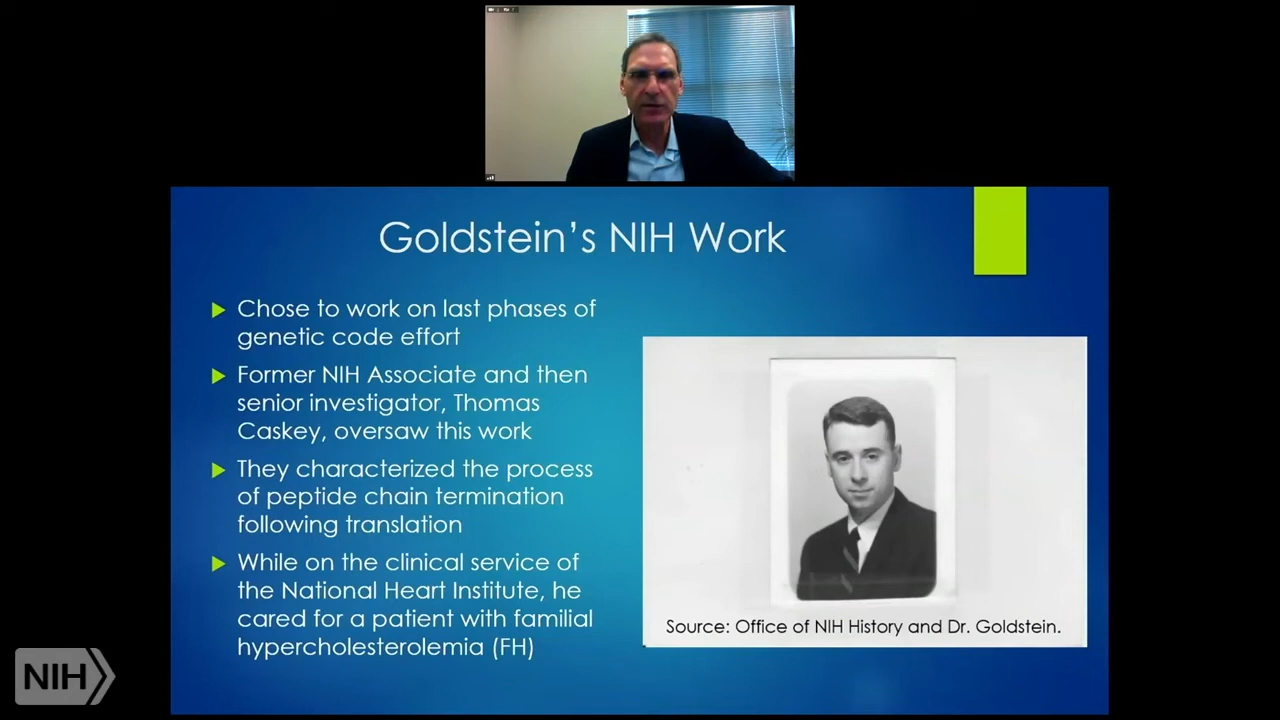 Goldstein's NIH Work
Chose to work on last phases of
genetic code effort
Former NIH Associate and then
senior investigator, Thomas
Caskey, oversaw this work
They characterized the process
of peptide chain termination
following translation
While on the clinical service of
the National Heart Institute, he
cared for a patient with familial
hypercholesterolemia (FH)
Source: Office of NIH History and Dr. Goldstein.
NIH